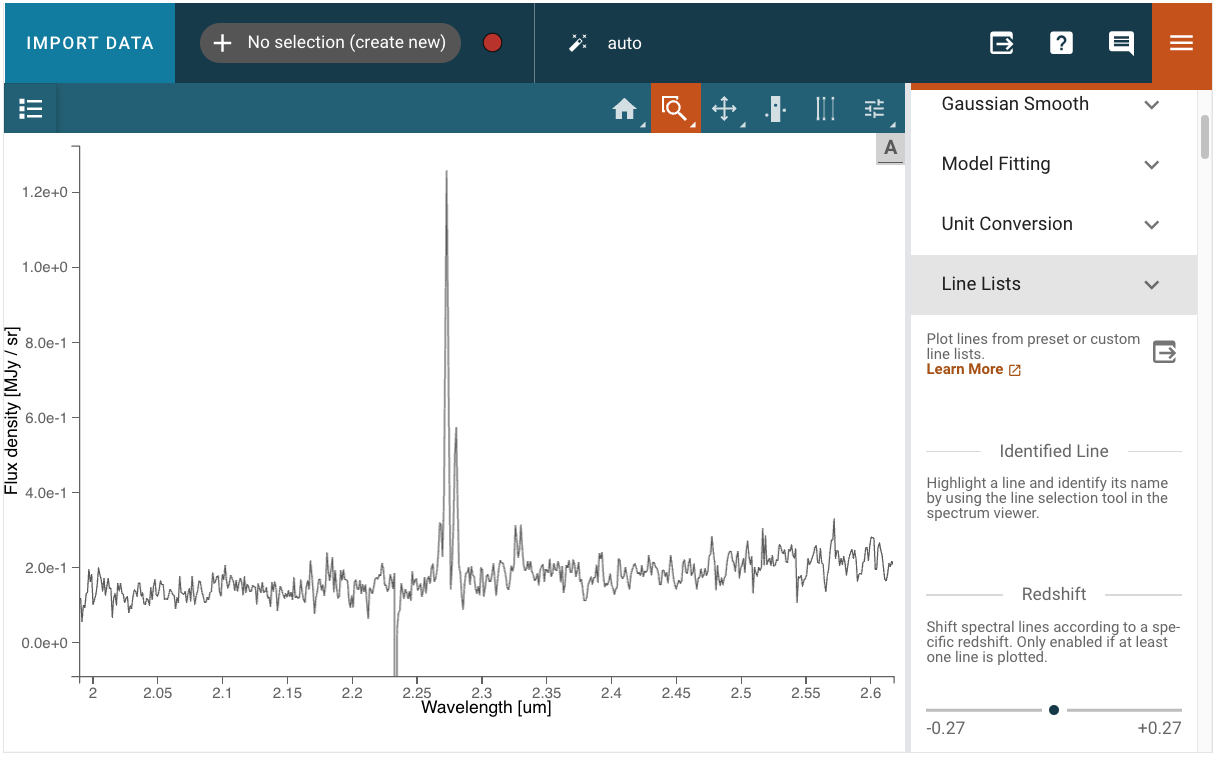 IMPORT DATA
No selection (create new)
auto
A
1.2e+0
1.0e+0
8.0e-1
6.0e-1
4.0e-1
2.0e-1
0.0e+0
Flux density [MJy / sr]
2 2.05 2.1 2.15 2.2 2.25 2.3 2.35 2.4 2.45 2.5 2.55 2.6
Wavelength [um]
Gaussian Smooth
Model Fitting
Unit Conversion
Line Lists
Plot lines from preset or custom
line lists.
Learn More
Identified Line
Highlight a line and identify its name
by using the line selection tool in the
spectrum viewer.
Redshift
Shift spectral lines according to a spe-
cific redshift. Only enabled if at least
one line is plotted.
-0.27 +0.27